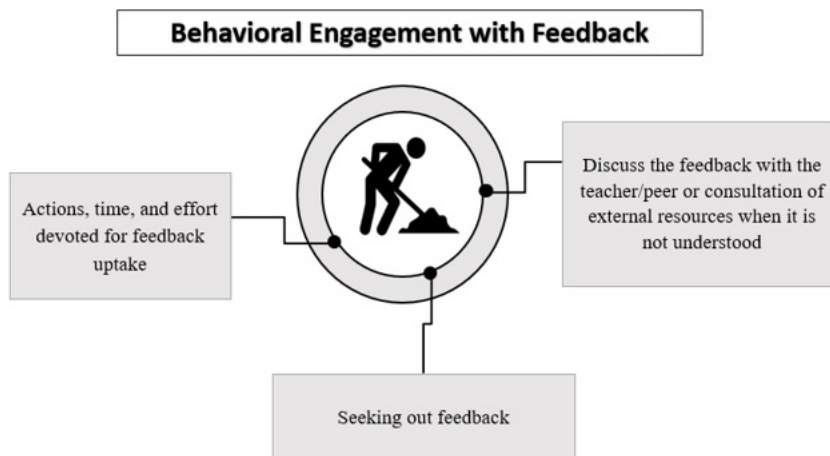 Behavioral Engagement with Feedback
Actions, time, and effort
devoted for feedback
uptake
Discuss the feedback with the
teacher/peer or consultation of
external resources when it is
not understood
Seeking out feedback